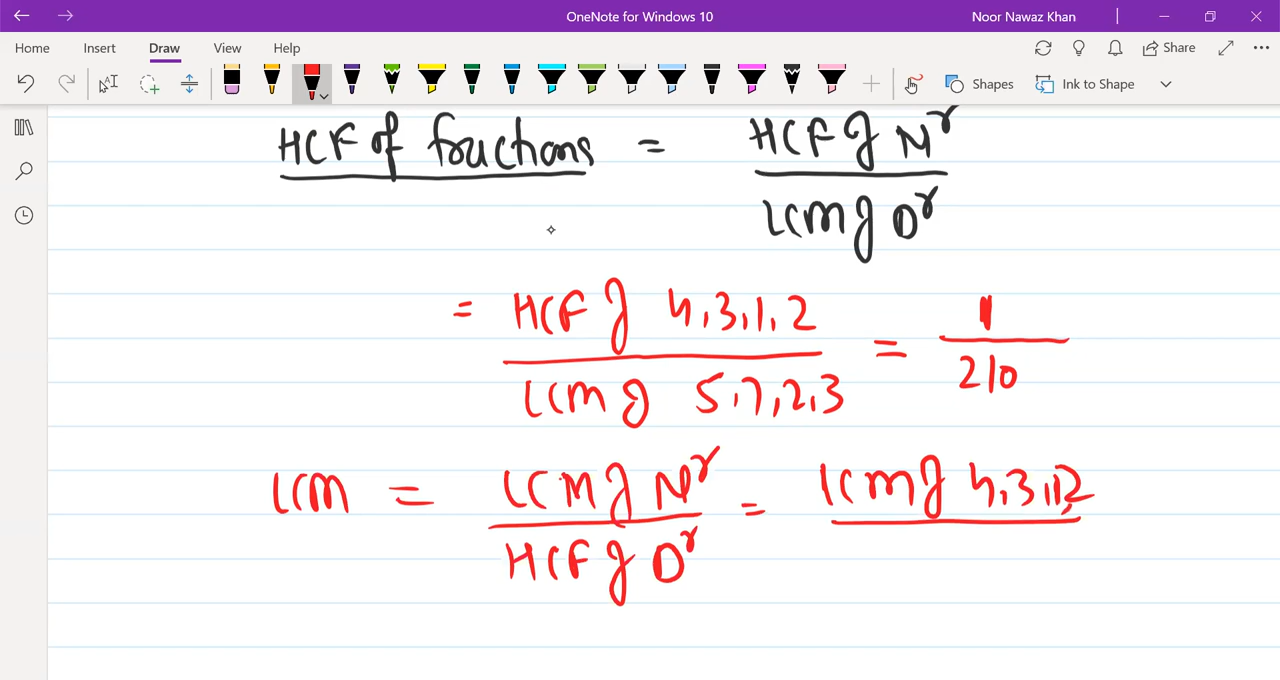 OneNote for Windows 10
Noor Nawaz Khan
Home Insert Draw View Help
Share
Shapes
Ink to Shape
HCF of fractions = HCF of Nr
LCM of Dr
= HCF of 4,3,1,2 = 1
LCM of 5,7,2,3 210
LCM = LCM of Nr = LCM of 4,3,1,2
HCF of Dr